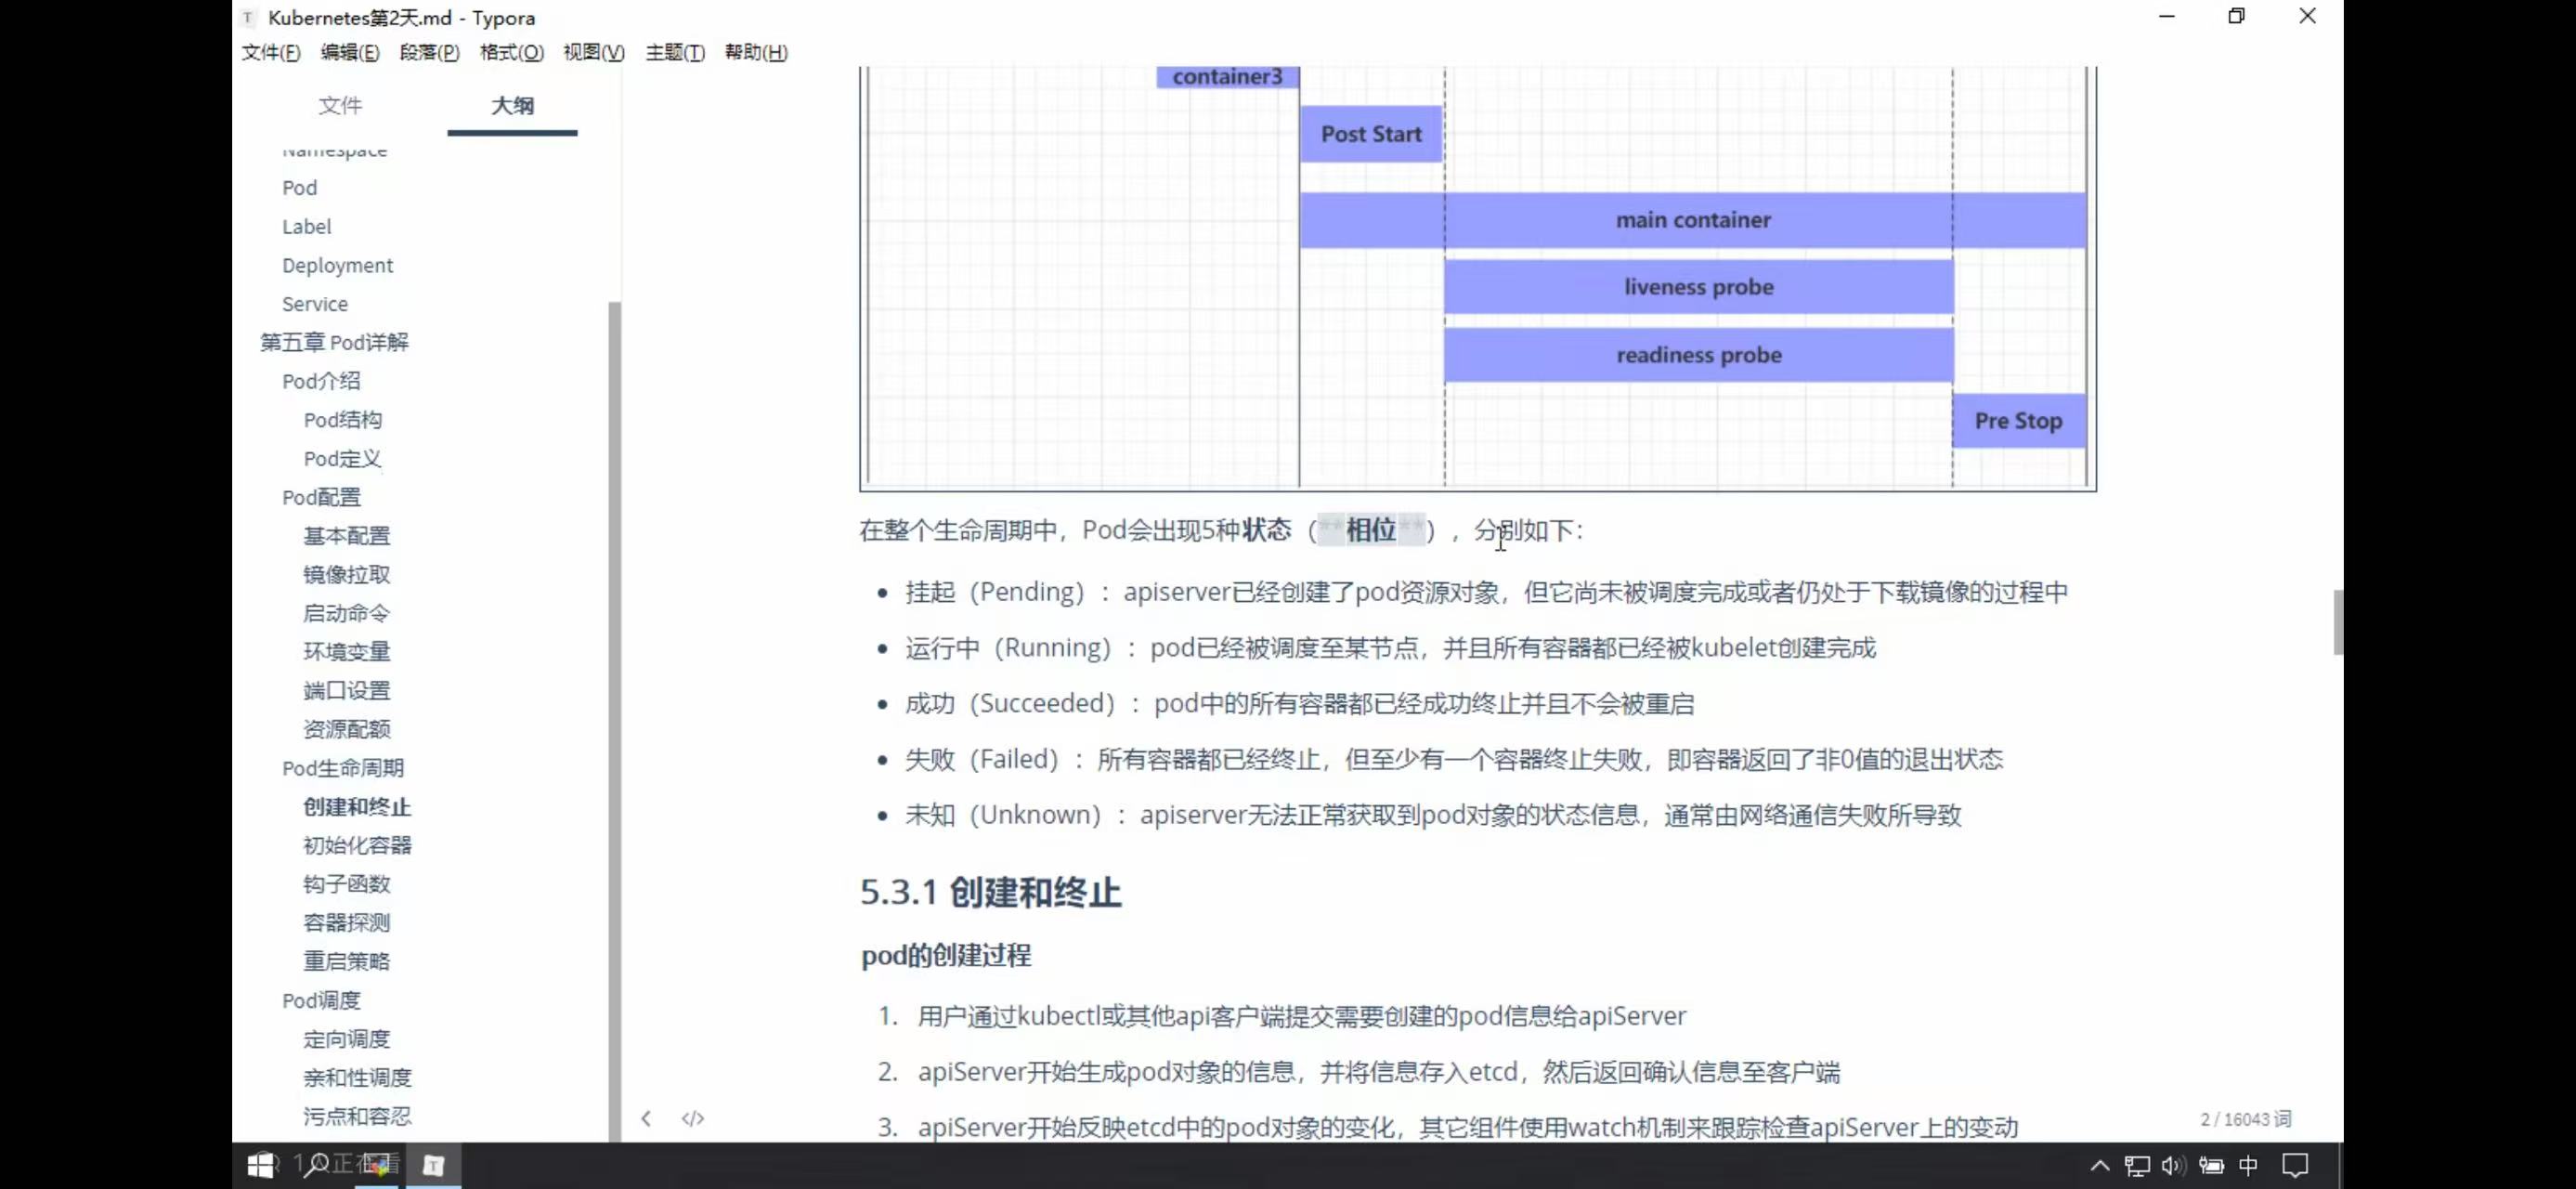 Kubernetes第2天.md - Typora
文件(F) 编辑(E) 段落(P) 格式(O) 视图(V) 主题(T) 帮助(H)
文件 大纲
Namespace
Pod
Label
Deployment
Service
第五章 Pod详解
Pod介绍
Pod结构
Pod定义
Pod配置
基本配置
镜像拉取
启动命令
环境变量
端口设置
资源配额
Pod生命周期
创建和终止
初始化容器
钩子函数
容器探测
重启策略
Pod调度
定向调度
亲和性调度
污点和容忍
container3
Post Start
main container
liveness probe
readiness probe
Pre Stop
在整个生命周期中，Pod会出现5种状态（**相位**），分别如下：
• 挂起（Pending）：apiserver已经创建了pod资源对象，但它尚未被调度完成或者仍处于下载镜像的过程中
• 运行中（Running）：pod已经被调度至某节点，并且所有容器都已经被kubelet创建完成
• 成功（Succeeded）：pod中的所有容器都已经成功终止并且不会被重启
• 失败（Failed）：所有容器都已经终止，但至少有一个容器终止失败，即容器返回了非0值的退出状态
• 未知（Unknown）：apiserver无法正常获取到pod对象的状态信息，通常由网络通信失败所导致
5.3.1 创建和终止
pod的创建过程
1. 用户通过kubectl或其他api客户端提交需要创建的pod信息给apiServer
2. apiServer开始生成pod对象的信息，并将信息存入etcd，然后返回确认信息至客户端
3. apiServer开始反映etcd中的pod对象的变化，其它组件使用watch机制来跟踪检查apiServer上的变动
2 / 16043 词
中